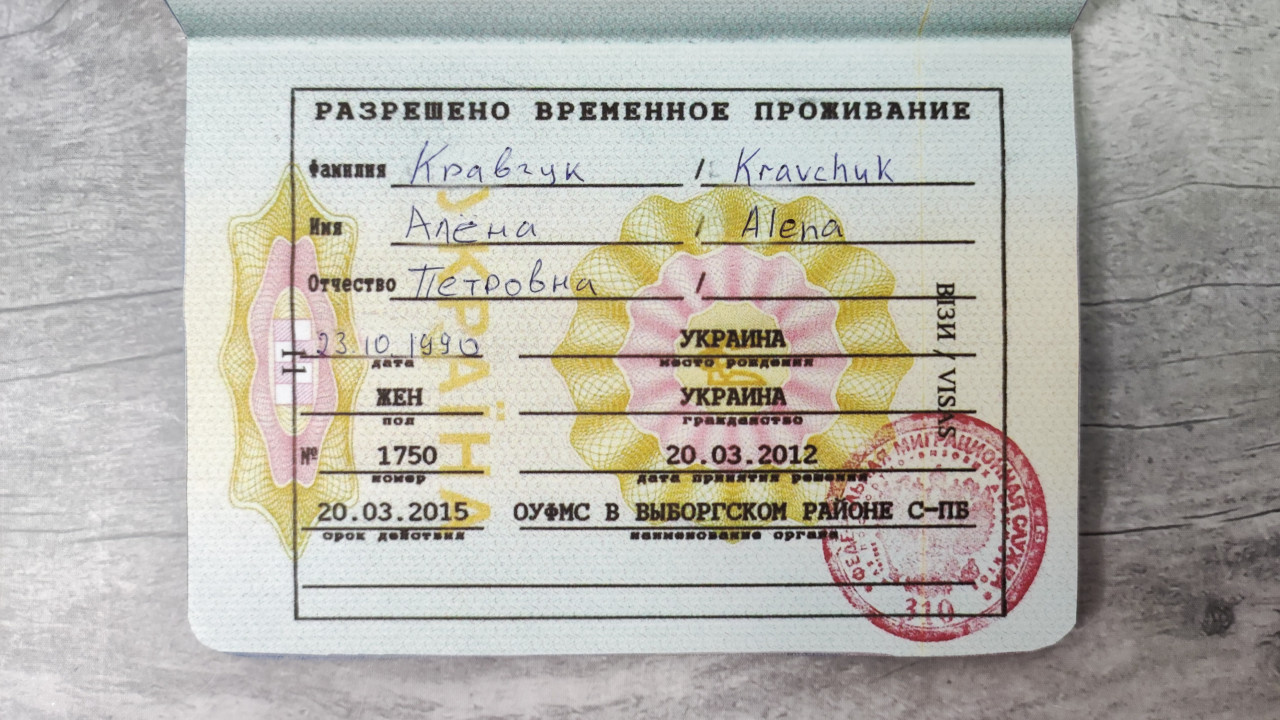 РАЗРЕШЕНО ВРЕМЕННОЕ ПРОЖИВАНИЕ
Фамилия Кравчук / Kravchuk
Имя Алёна / Alena
Отчество Петровна /
23 10 1990 УКРАИНА
дата место рождения
ЖЕН УКРАИНА
пол гражданство
№ 1750 20.03.2012
номер дата принятия решения
20.03.2015 ОУФМС В ВЫБОРГСКОМ РАЙОНЕ С-ПБ
срок действия наименование органа
УКРАЇНА
11
ВІЗИ / VISAS
ФЕДЕРАЛЬНАЯ МИГРАЦИОННАЯ СЛУЖБА
310